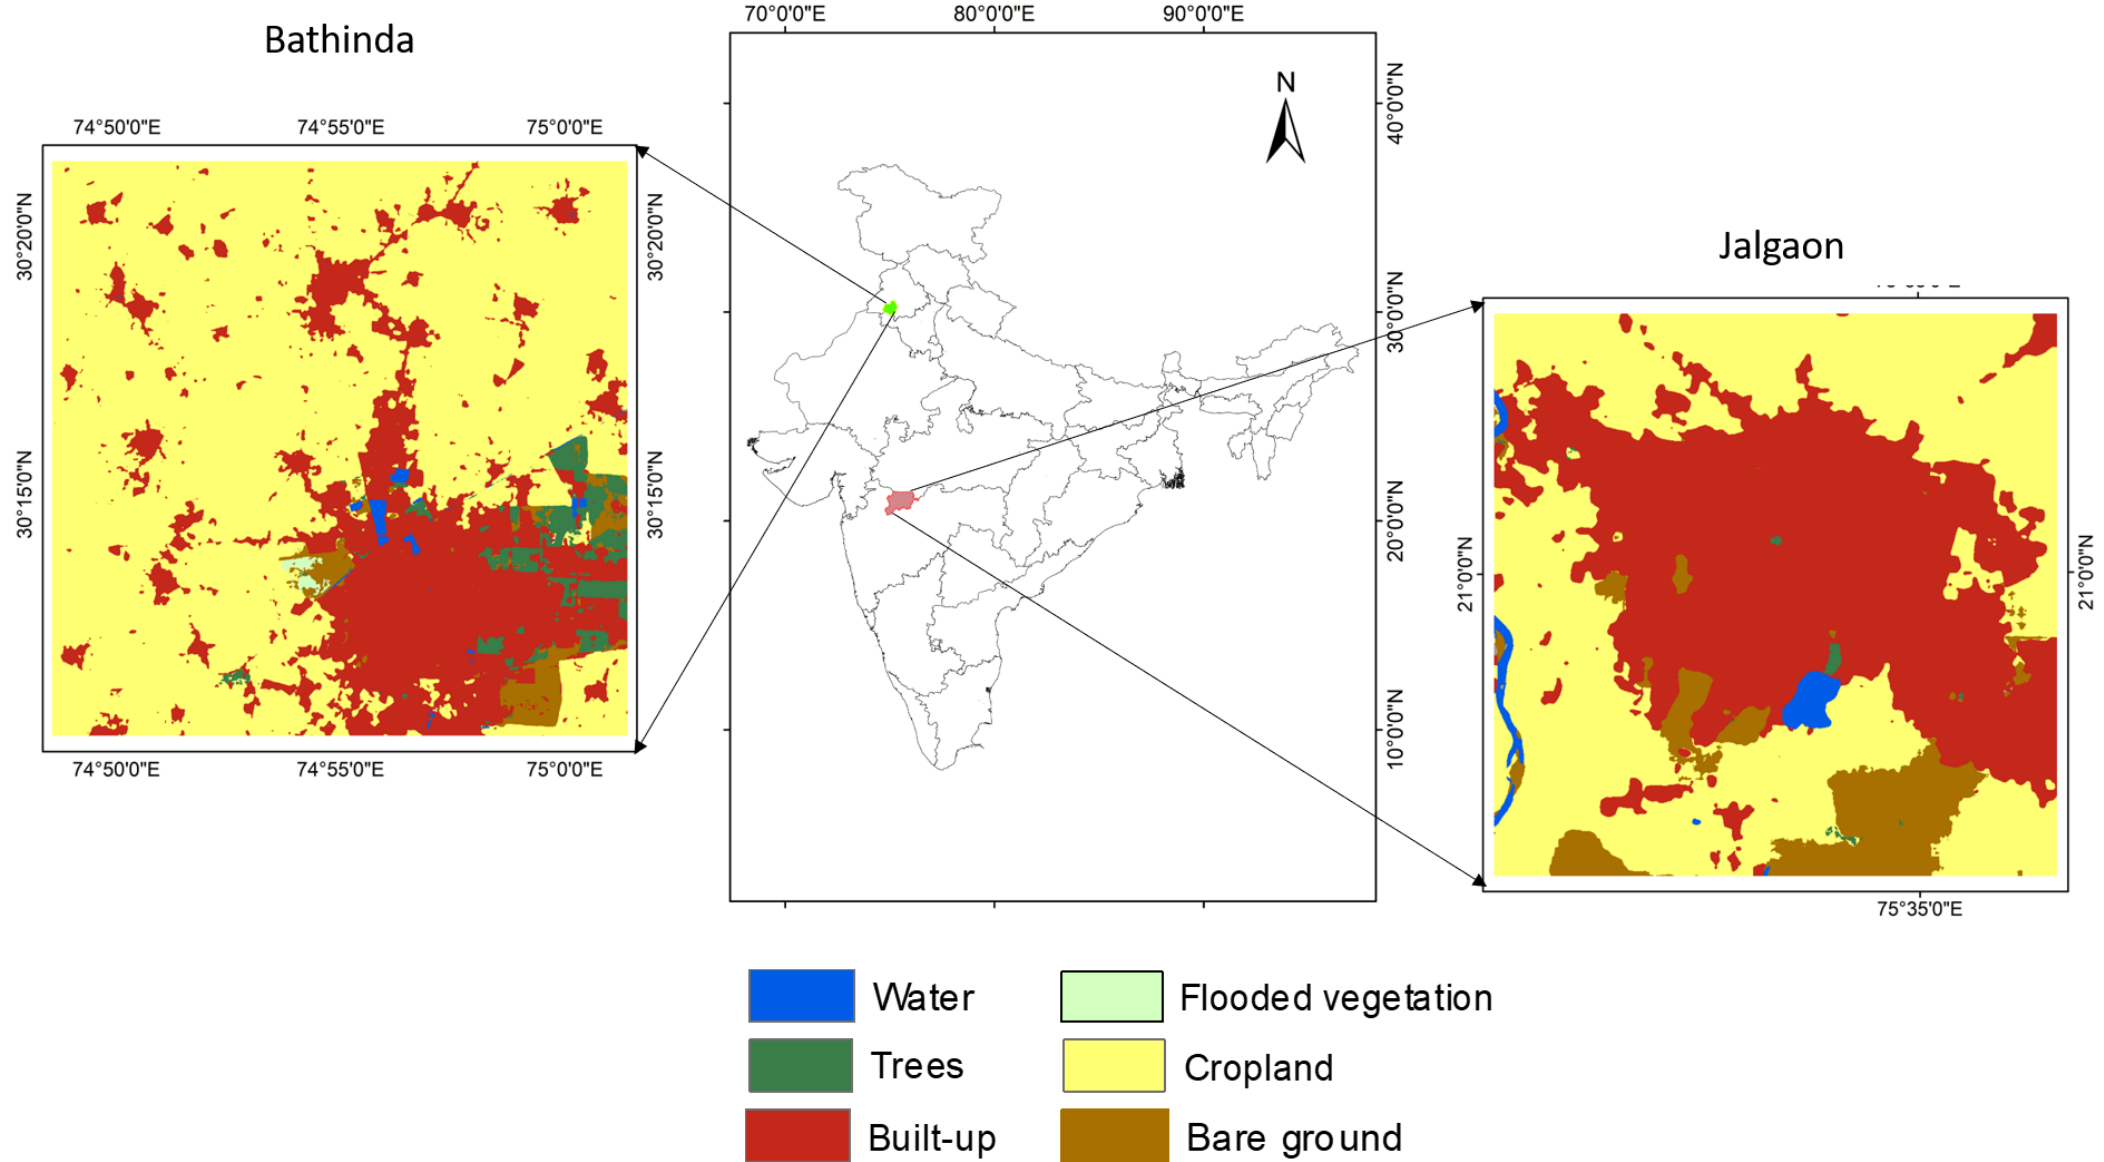 Bathinda
74°50'0"E 74°55'0"E 75°0'0"E
30°20'0"N
30°15'0"N
30°20'0"N
30°15'0"N
74°50'0"E 74°55'0"E 75°0'0"E
70°0'0"E 80°0'0"E 90°0'0"E
N
40°0'0"N
30°0'0"N
20°0'0"N
10°0'0"N
Jalgaon
21°0'0"N
21°0'0"N
75°35'0"E
Water
Flooded vegetation
Trees
Cropland
Built-up
Bare ground